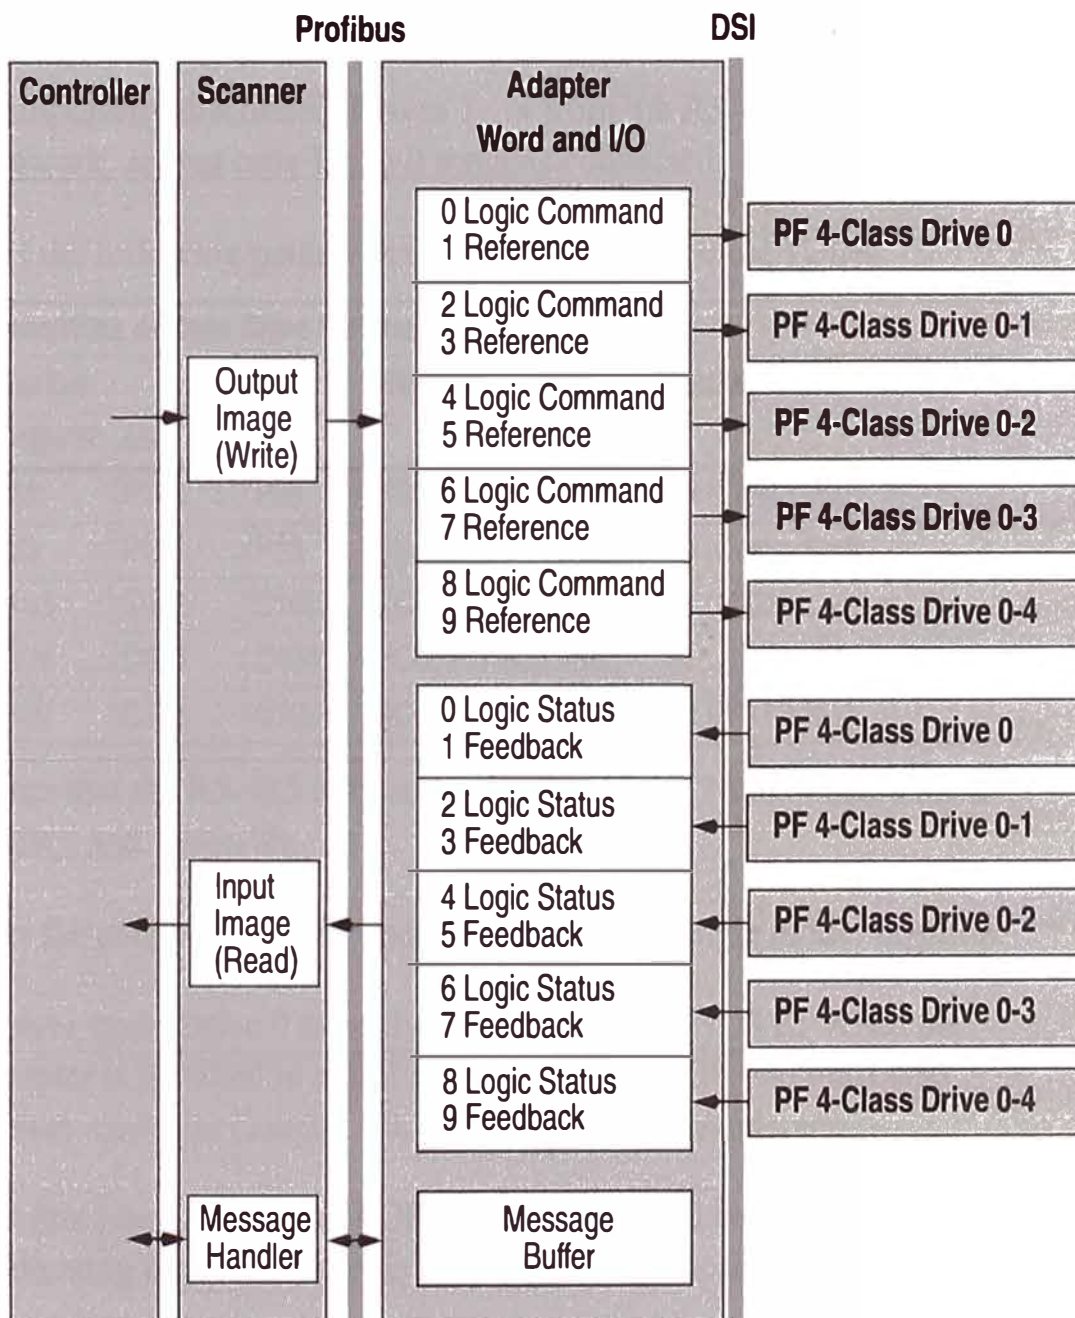 Profibus
DSI
Controller
Scanner
Adapter
Word and I/O
0 Logic Command
1 Reference
PF 4-Class Drive 0
2 Logic Command
3 Reference
PF 4-Class Drive 0-1
Output
Image
(Write)
4 Logic Command
5 Reference
PF 4-Class Drive 0-2
6 Logic Command
7 Reference
PF 4-Class Drive 0-3
8 Logic Command
9 Reference
PF 4-Class Drive 0-4
0 Logic Status
1 Feedback
PF 4-Class Drive 0
2 Logic Status
3 Feedback
PF 4-Class Drive 0-1
Input
Image
(Read)
4 Logic Status
5 Feedback
PF 4-Class Drive 0-2
6 Logic Status
7 Feedback
PF 4-Class Drive 0-3
8 Logic Status
9 Feedback
PF 4-Class Drive 0-4
Message
Handler
Message
Buffer